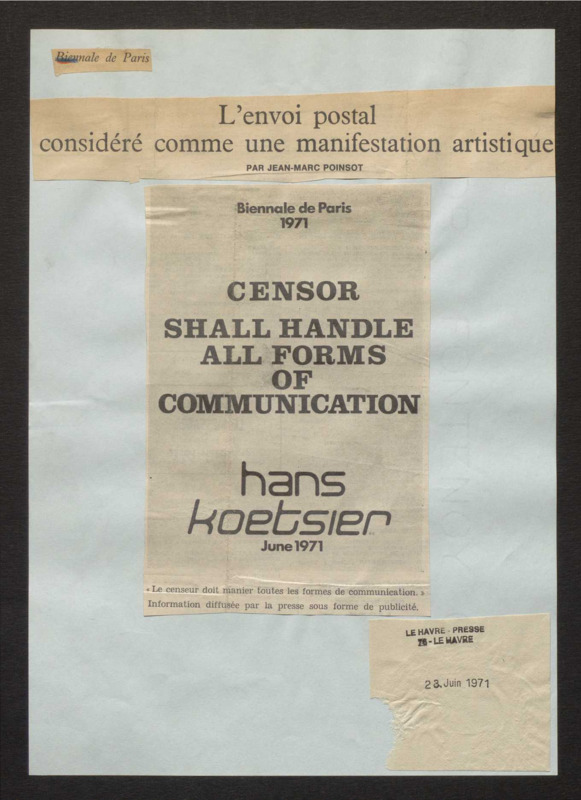 Biennale de Paris
L'envoi postal
considéré comme une manifestation artistique
PAR JEAN-MARC POINSOT
Biennale de Paris
1971
CENSOR
SHALL HANDLE
ALL FORMS
OF
COMMUNICATION
hans
koetsier
June 1971
« Le censeur doit manier toutes les formes de communication. »
Information diffusée par la presse sous forme de publicité.
LE HAVRE - PRESSE
76 - LE HAVRE
23. Juin 1971